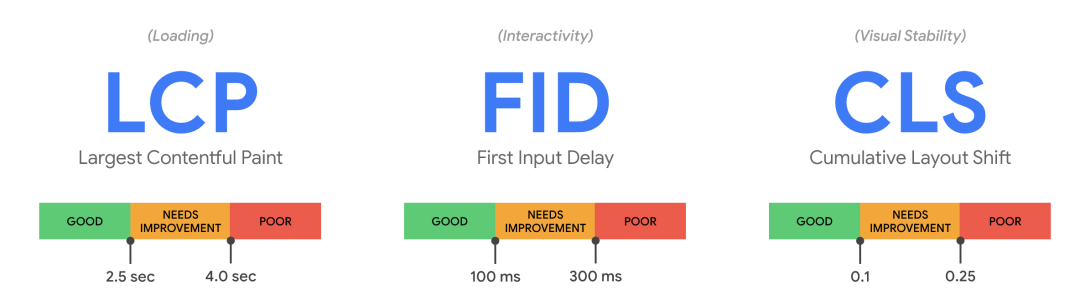 (Loading)
LCP
Largest Contentful Paint
GOOD
NEEDS
IMPROVEMENT
POOR
2.5 sec
4.0 sec
(Interactivity)
FID
First Input Delay
GOOD
NEEDS
IMPROVEMENT
POOR
100 ms
300 ms
(Visual Stability)
CLS
Cumulative Layout Shift
GOOD
NEEDS
IMPROVEMENT
POOR
0.1
0.25